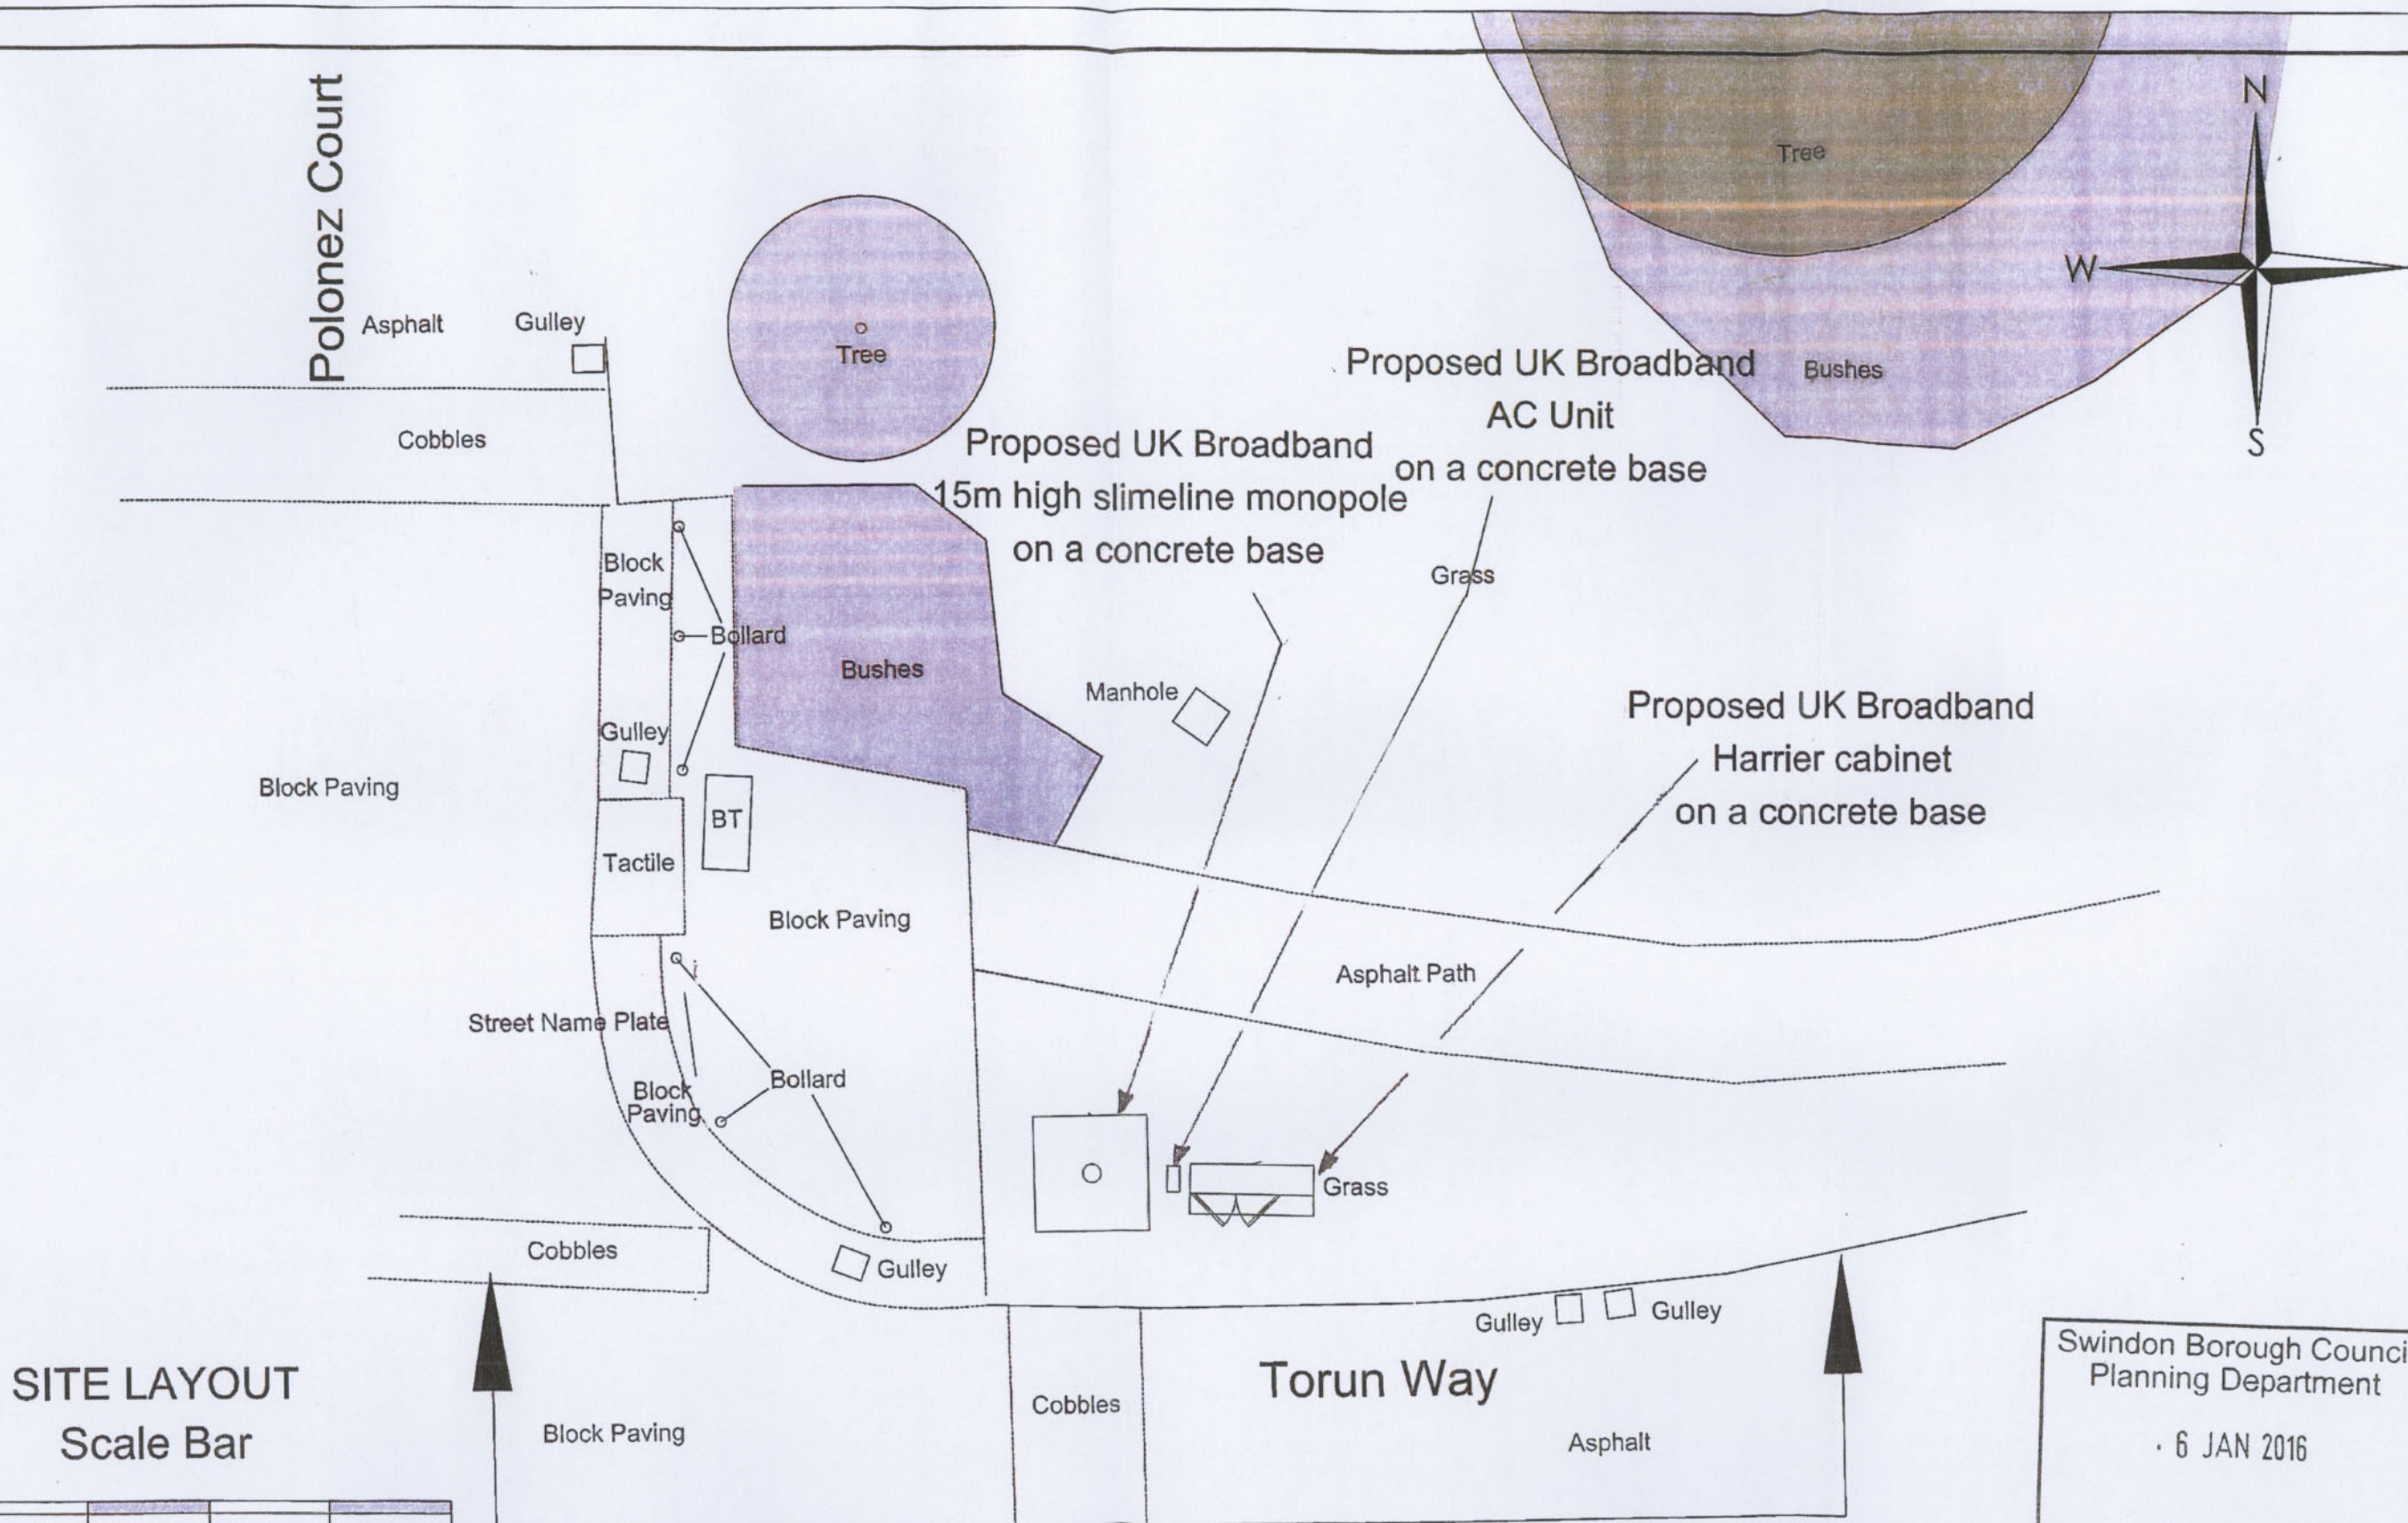 Polonez Court
Tree
N
W
S
Asphalt
Gulley
Tree
Cobbles
Proposed UK Broadband
AC Unit
on a concrete base
Bushes
Proposed UK Broadband
15m high slimeline monopole
on a concrete base
Grass
Block
Paving
Bollard
Bushes
Manhole
Proposed UK Broadband
Harrier cabinet
on a concrete base
Gulley
Block Paving
BT
Tactile
Block Paving
Asphalt Path
Street Name Plate
Block
Paving
Bollard
Grass
Cobbles
Gulley
Gulley
Gulley
SITE LAYOUT
Scale Bar
Block Paving
Cobbles
Torun Way
Asphalt
Swindon Borough Counci
Planning Department
6 JAN 2016